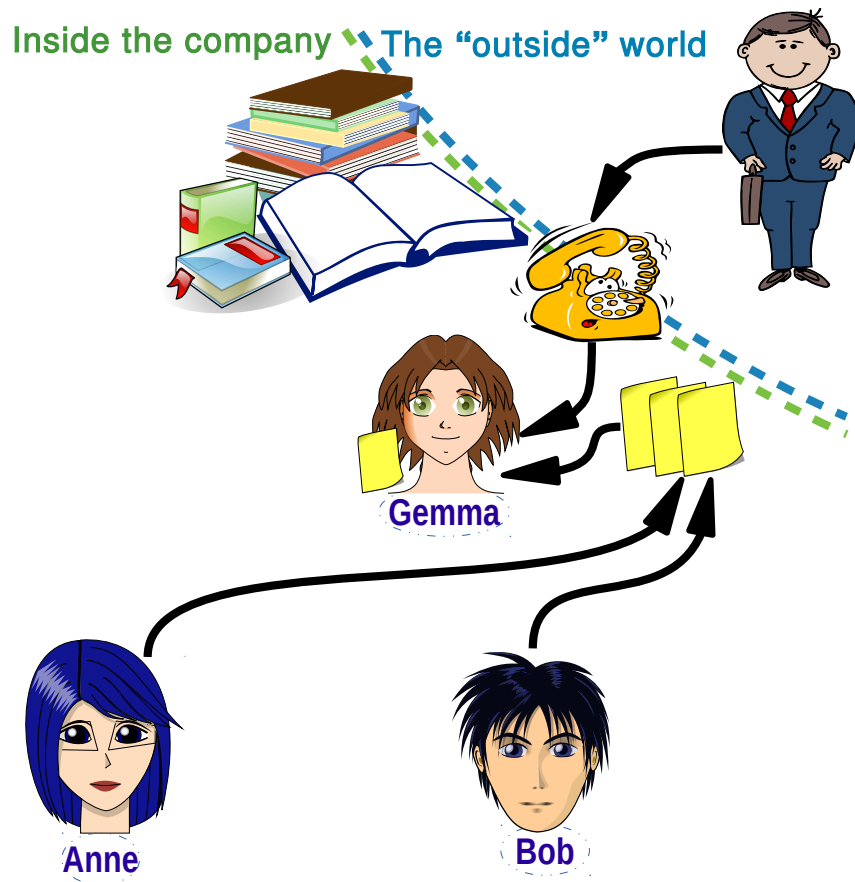 Inside the company
The “outside” world
Gemma
Anne
Bob